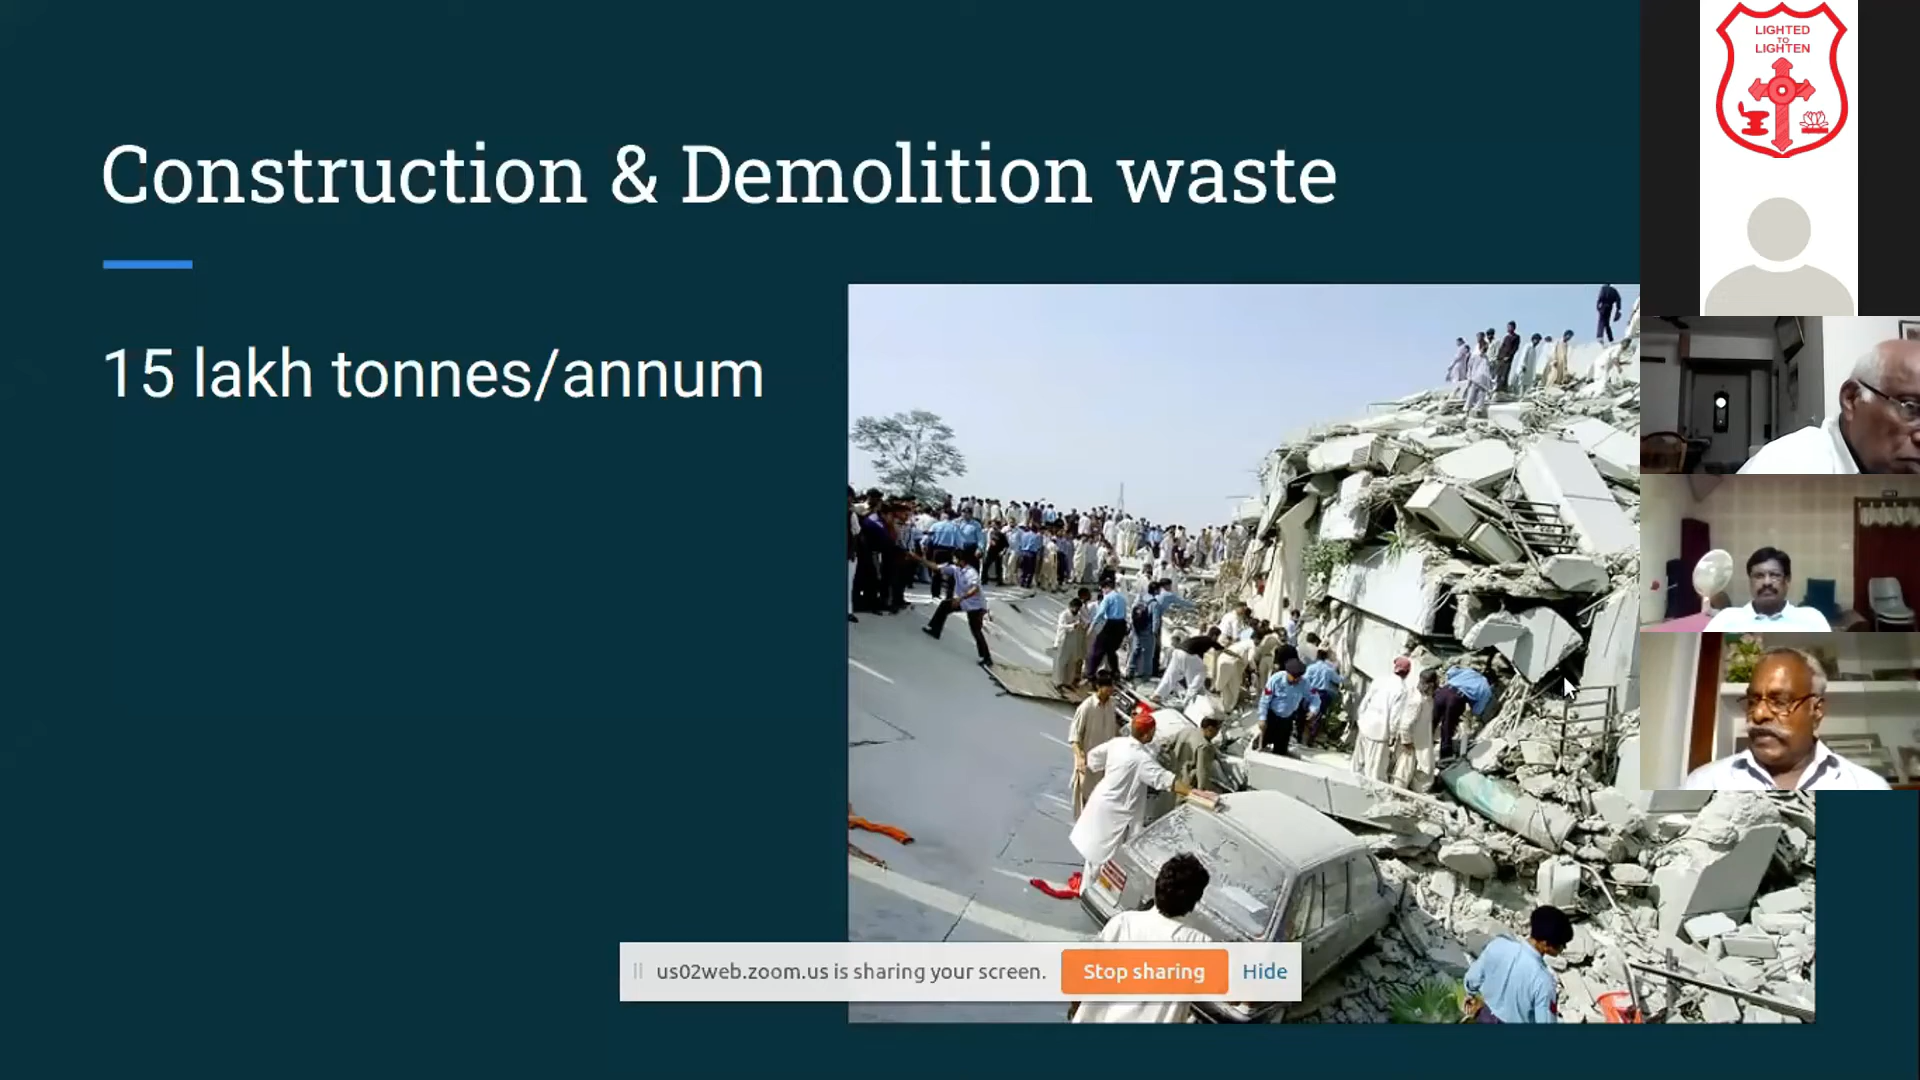 Construction & Demolition waste
15 lakh tonnes/annum
LIGHTED
TO
LIGHTEN
us02web.zoom.us is sharing your screen.
Stop sharing
Hide